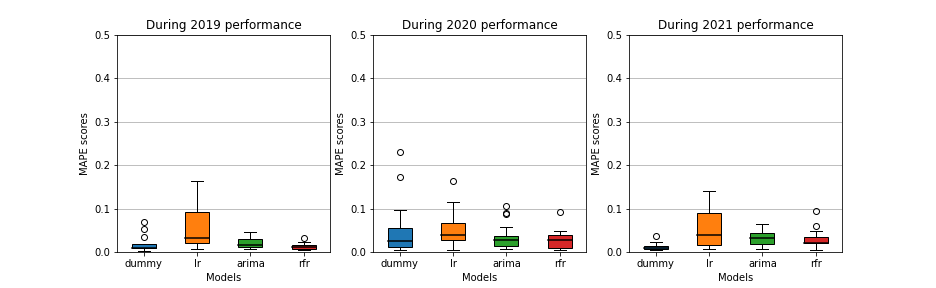 During 2019 performance
During 2020 performance
During 2021 performance
0.5
0.4
0.3
0.2
0.1
0.0
MAPE scores
dummy lr arima rfr
Models
0.5
0.4
0.3
0.2
0.1
0.0
MAPE scores
dummy lr arima rfr
Models
0.5
0.4
0.3
0.2
0.1
0.0
MAPE scores
dummy lr arima rfr
Models